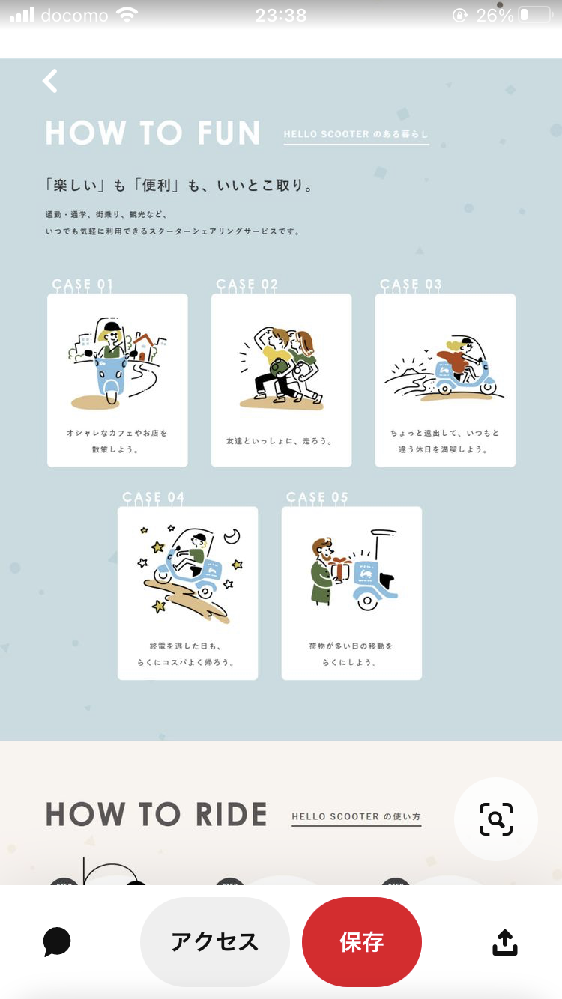 docomo
23:38
26%
HOW TO FUN
HELLO SCOOTER のある暮らし
「楽しい」も「便利」も、いいとこ取り。
通勤・通学、街乗り、観光など、
いつでも気軽に利用できるスクーターシェアリングサービスです。
CASE 01
CASE 02
CASE 03
オシャレなカフェやお店を
散策しよう。
友達といっしょに、走ろう。
ちょっと遠出して、いつもと
違う休日を満喫しよう。
CASE 04
CASE 05
終電を逃した日も、
らくにコスパよく帰ろう。
荷物が多い日の移動を
らくにしよう。
HOW TO RIDE
HELLO SCOOTER の使い方
アクセス
保存